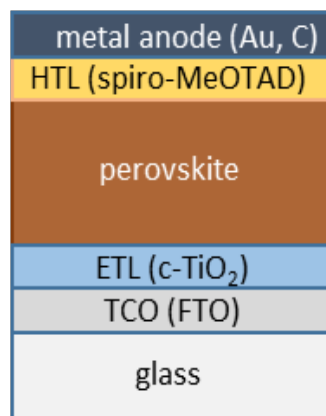 metal anode (Au, C)
HTL (spiro-MeOTAD)
perovskite
ETL (c-TiO₂)
TCO (FTO)
glass